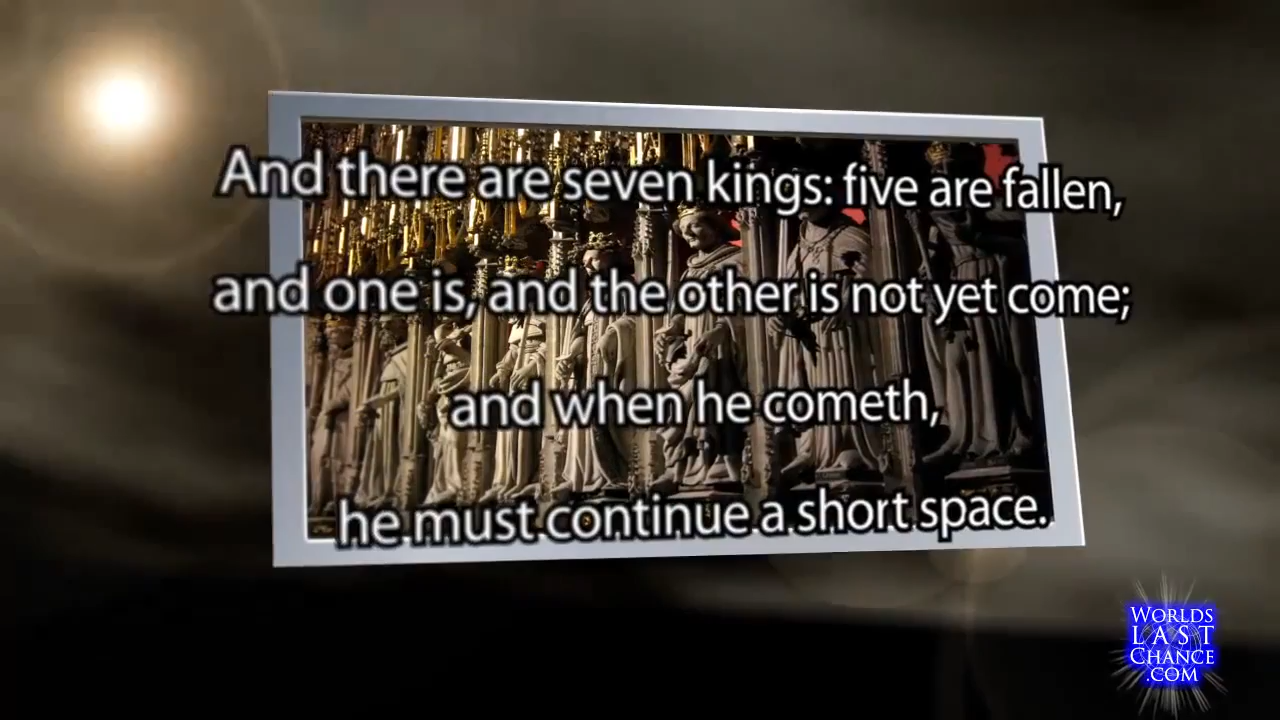 And there are seven kings: five are fallen,
and one is, and the other is not yet come;
and when he cometh,
he must continue a short space.
WORLDS
LAST
CHANCE
.COM